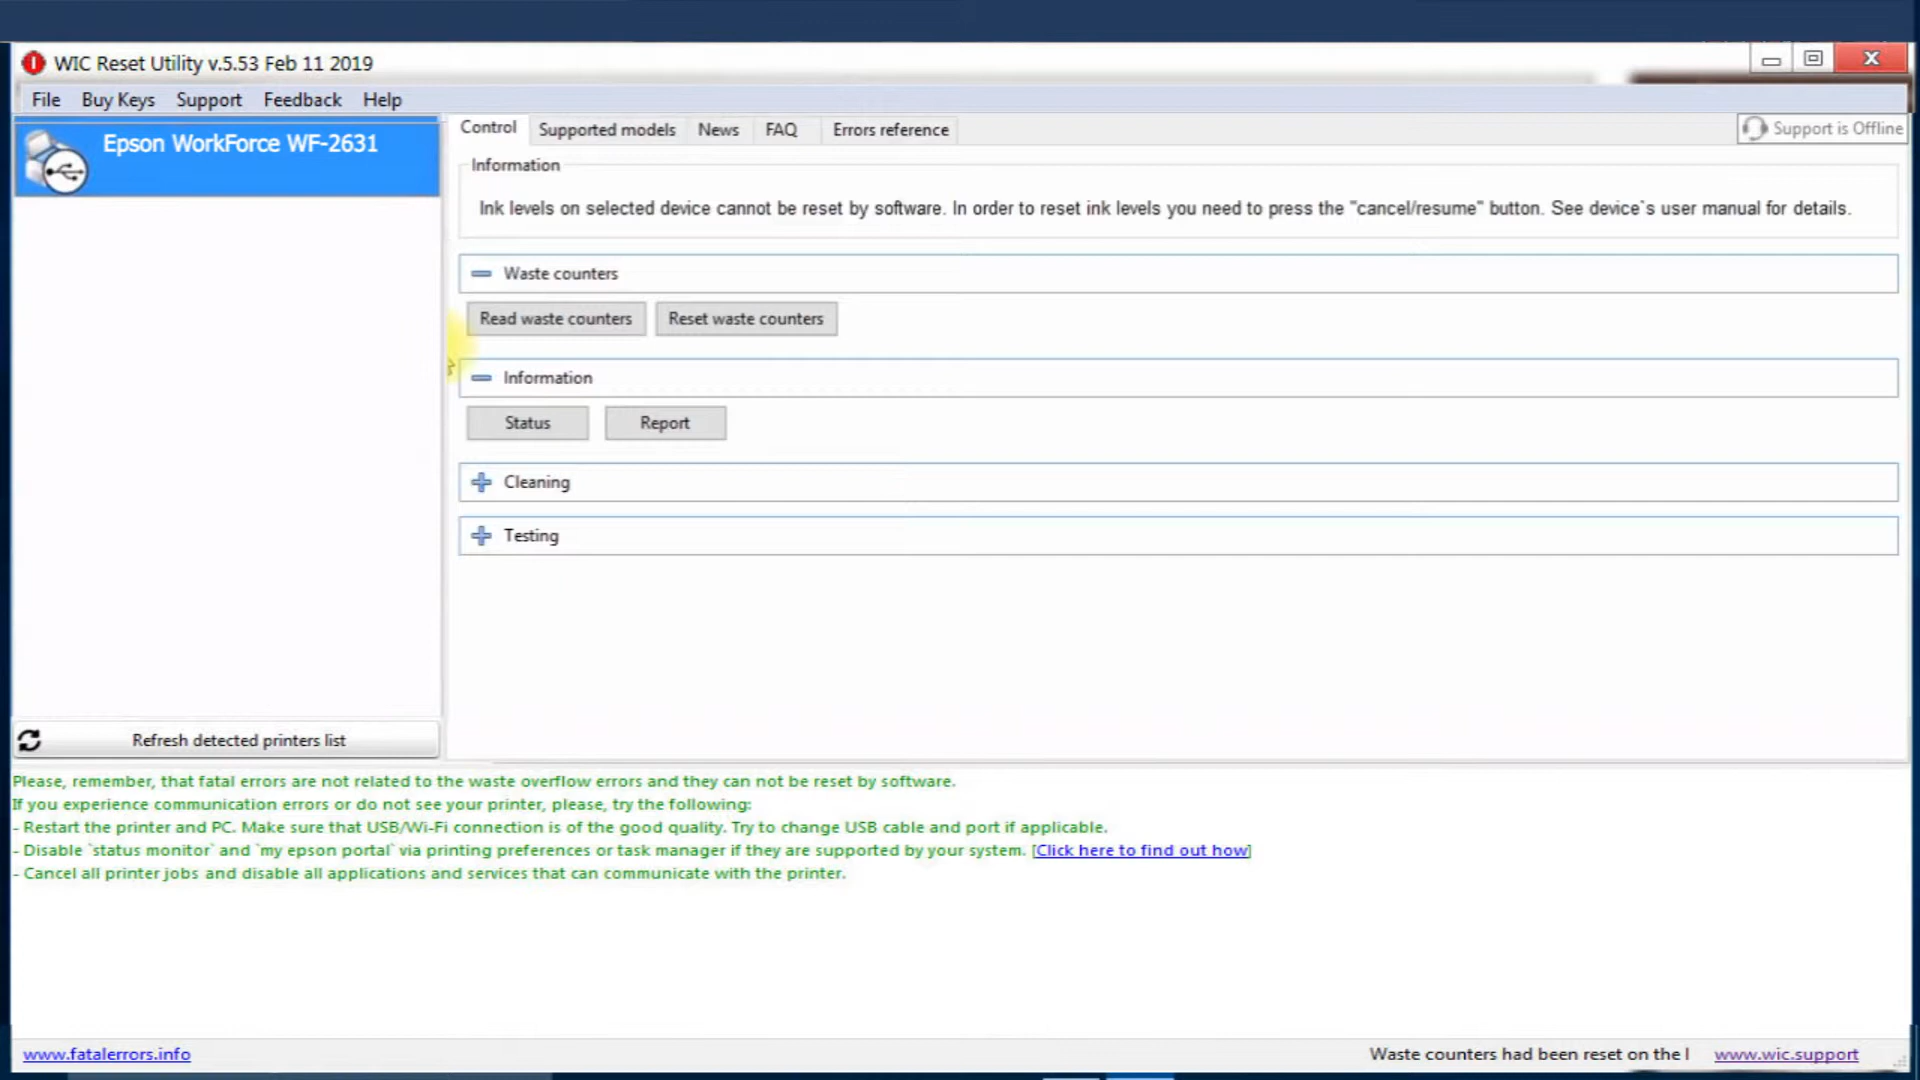 WIC Reset Utility v.5.53 Feb 11 2019
File Buy Keys Support Feedback Help
Epson WorkForce WF-2631
Control Supported models News FAQ Errors reference
Support is Offline
Information
Ink levels on selected device cannot be reset by software. In order to reset ink levels you need to press the "cancel/resume" button. See device`s user manual for details.
Waste counters
Read waste counters Reset waste counters
Information
Status Report
Cleaning
Testing
Refresh detected printers list
Please, remember, that fatal errors are not related to the waste overflow errors and they can not be reset by software.
If you experience communication errors or do not see your printer, please, try the following:
- Restart the printer and PC. Make sure that USB/Wi-Fi connection is of the good quality. Try to change USB cable and port if applicable.
- Disable `status monitor` and `my epson portal` via printing preferences or task manager if they are supported by your system. [Click here to find out how]
- Cancel all printer jobs and disable all applications and services that can communicate with the printer.
www.fatalerrors.info
Waste counters had been reset on the
www.wic.support